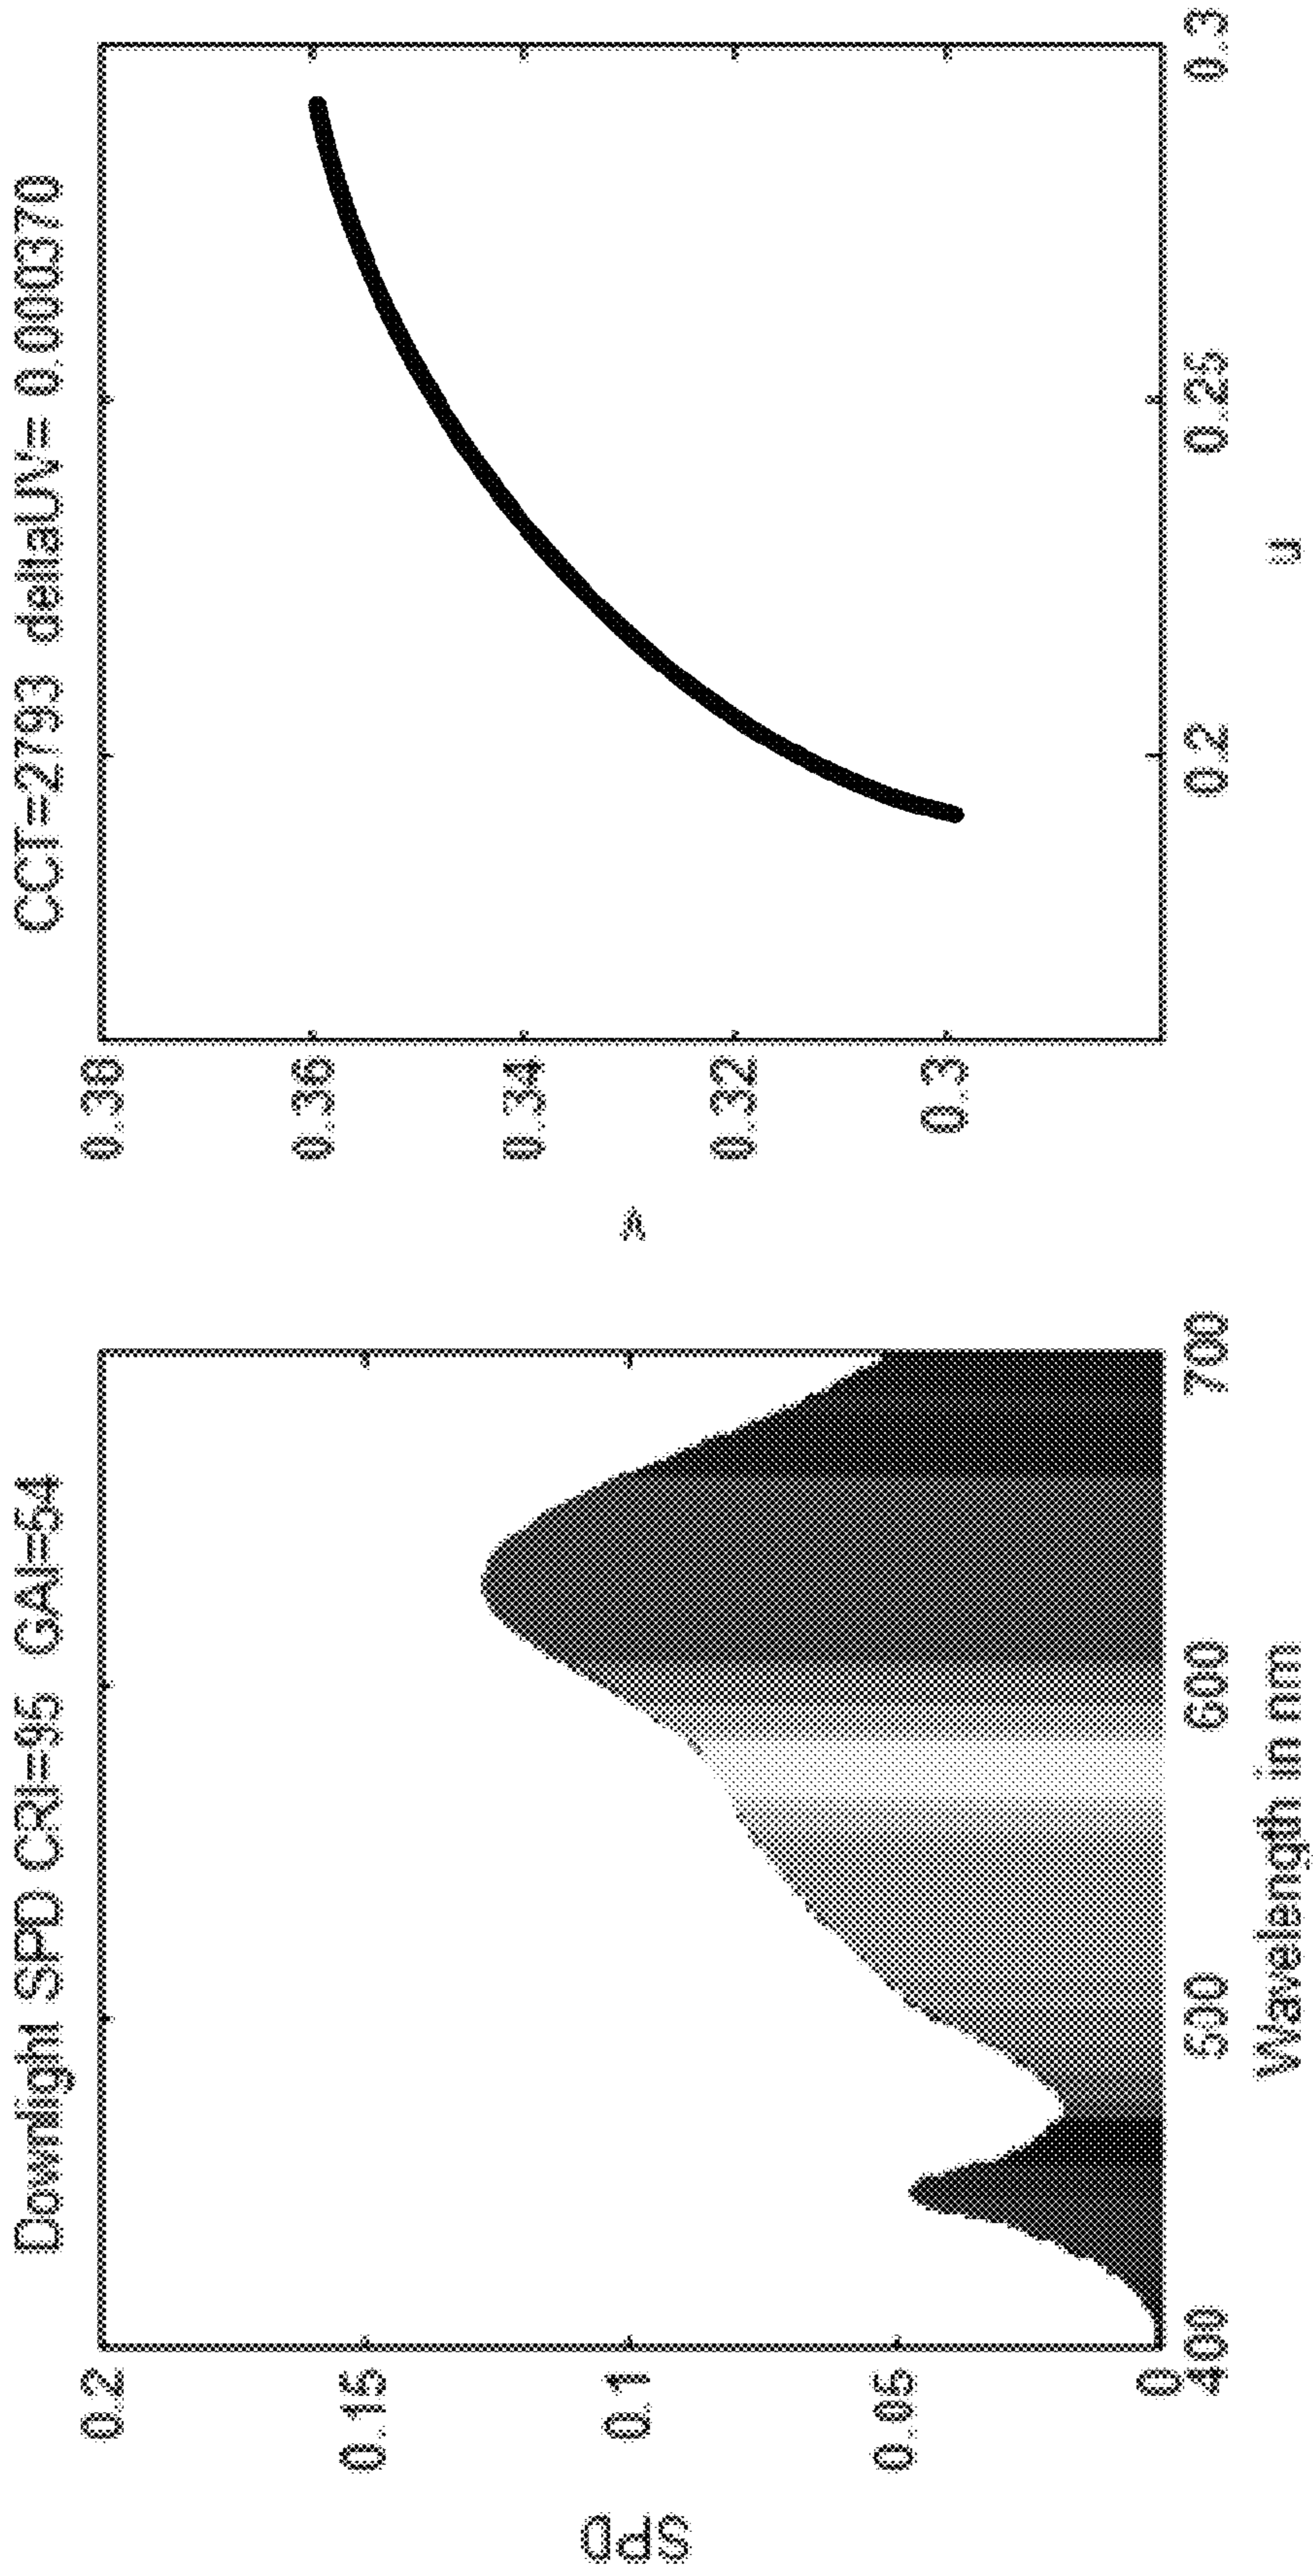 Downlight SPD CRI=95 GAI=54
SPD
0.2
0.15
0.1
0.05
0
400
500
600
700
Wavelength in nm
CCT=2793 deltaUV= 0.000370
v
0.38
0.36
0.34
0.32
0.3
0.2
0.25
0.3
u